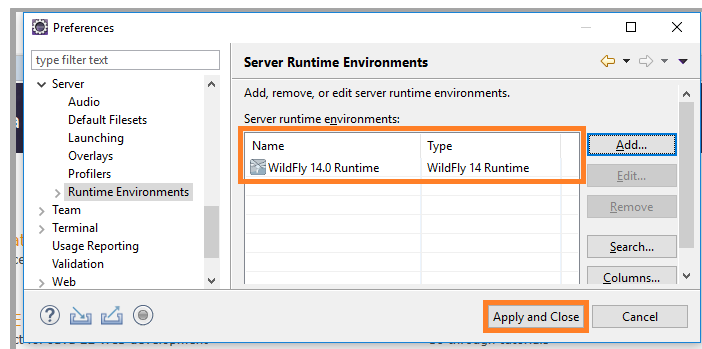 Preferences
type filter text
Server
Audio
Default Filesets
Launching
Overlays
Profilers
Runtime Environments
Team
Terminal
Usage Reporting
Validation
Web
Server Runtime Environments
Add, remove, or edit server runtime environments.
Server runtime environments:
Name Type
WildFly 14.0 Runtime WildFly 14 Runtime
Add...
Edit...
Remove
Search...
Columns...
Apply and Close
Cancel